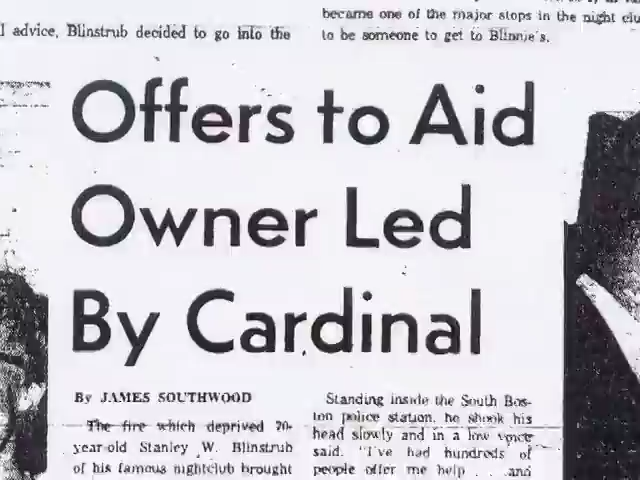 l advice, Blinstrub decided to go into the
became one of the major stops in the night clu
to be someone to get to Blinnie's.
Offers to Aid
Owner Led
By Cardinal
By JAMES SOUTHWOOD
The fire which deprived 70-
year-old Stanley W. Blinstrub
of his famous nightclub brought
Standing inside the South Bos-
ton police station, he shook his
head slowly and in a low voice
said. "I've had hundreds of
people offer me help . . . and